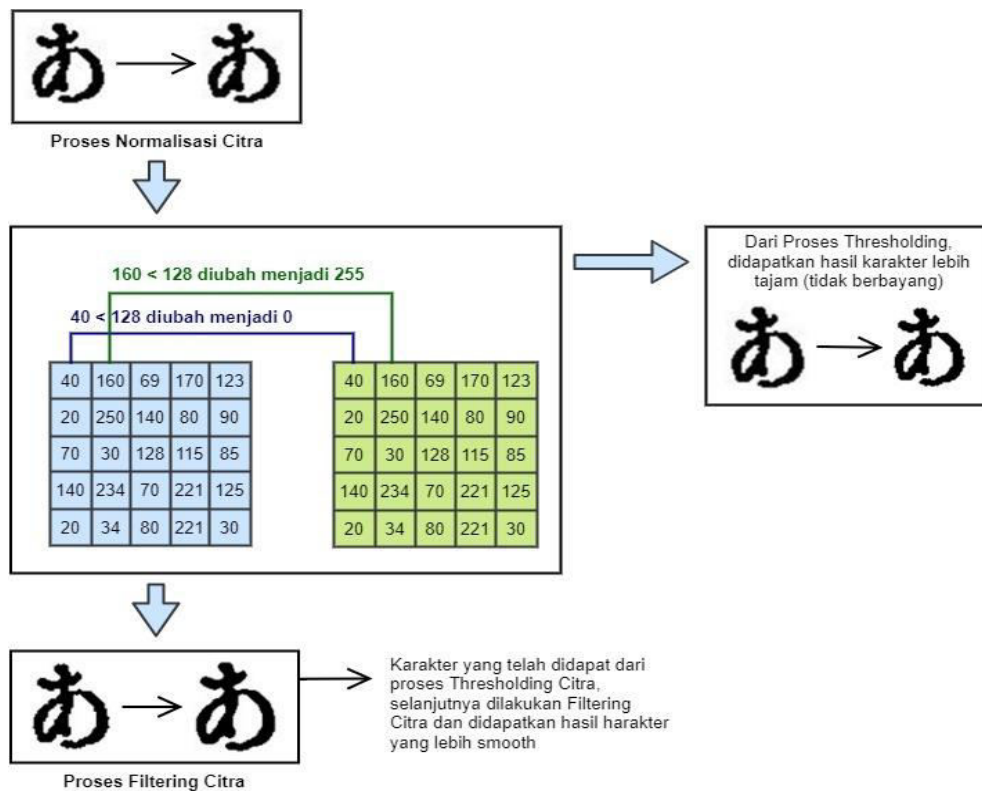 あ あ
Proses Normalisasi Citra
160 < 128 diubah menjadi 255
40 < 128 diubah menjadi 0
40 160 69 170 123
20 250 140 80 90
70 30 128 115 85
140 234 70 221 125
20 34 80 221 30
40 160 69 170 123
20 250 140 80 90
70 30 128 115 85
140 234 70 221 125
20 34 80 221 30
Dari Proses Thresholding,
didapatkan hasil karakter lebih
tajam (tidak berbayang)
あ あ
あ あ
Proses Filtering Citra
Karakter yang telah didapat dari
proses Thresholding Citra,
selanjutnya dilakukan Filtering
Citra dan didapatkan hasil harakter
yang lebih smooth